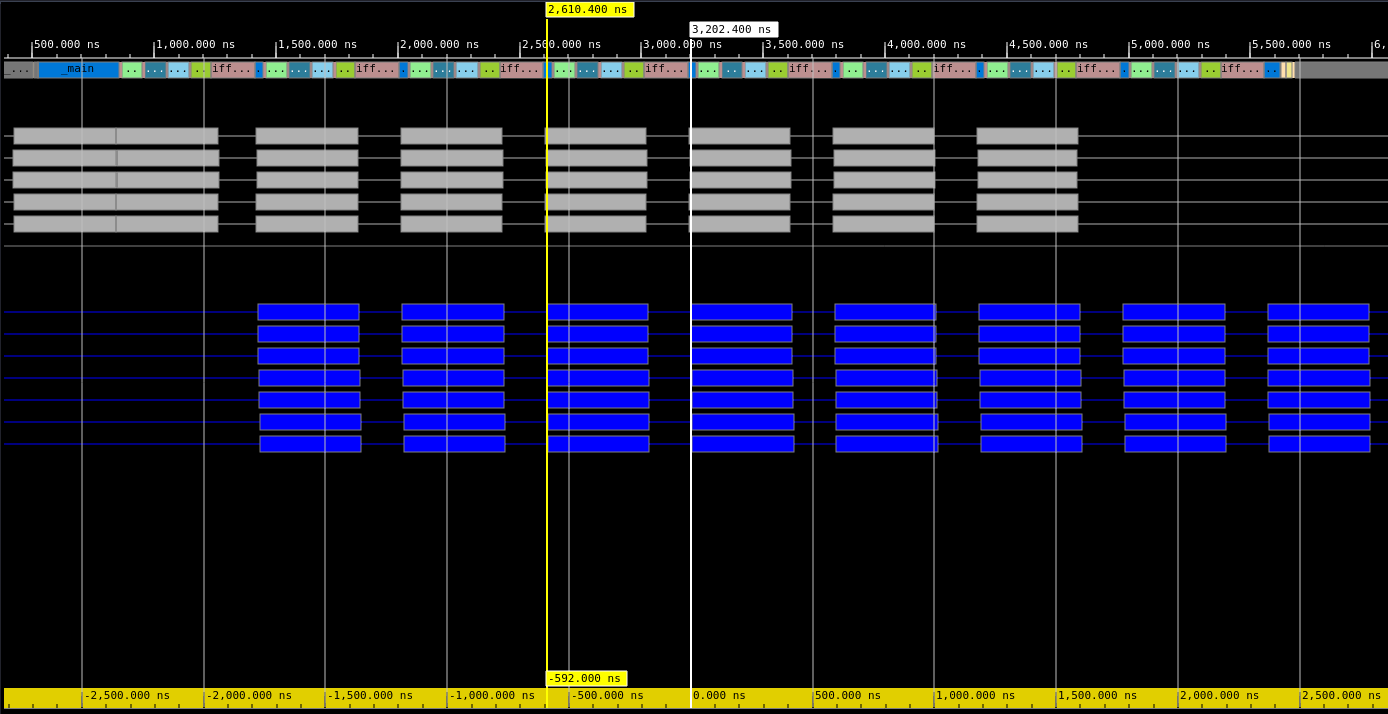 2,610.400 ns
3,202.400 ns
500.000 ns 1,000.000 ns 1,500.000 ns 2,000.000 ns 2,500.000 ns 3,000.000 ns 3,500.000 ns 4,000.000 ns 4,500.000 ns 5,000.000 ns 5,500.000 ns 6,
... _main .. ... ... .. iff... . .. ... ... .. iff... . .. ... ... .. iff... .. ... ... .. iff... .. ... ... .. iff... . .. ... ... .. iff... . .. ... ... .. iff... . .. ... ... .. iff... ..
-592.000 ns
-2,500.000 ns -2,000.000 ns -1,500.000 ns -1,000.000 ns -500.000 ns 0.000 ns 500.000 ns 1,000.000 ns 1,500.000 ns 2,000.000 ns 2,500.000 ns